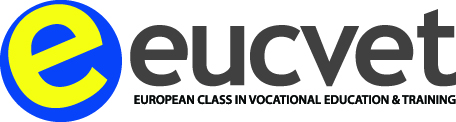 e eucvet
EUROPEAN CLASS IN VOCATIONAL EDUCATION & TRAINING